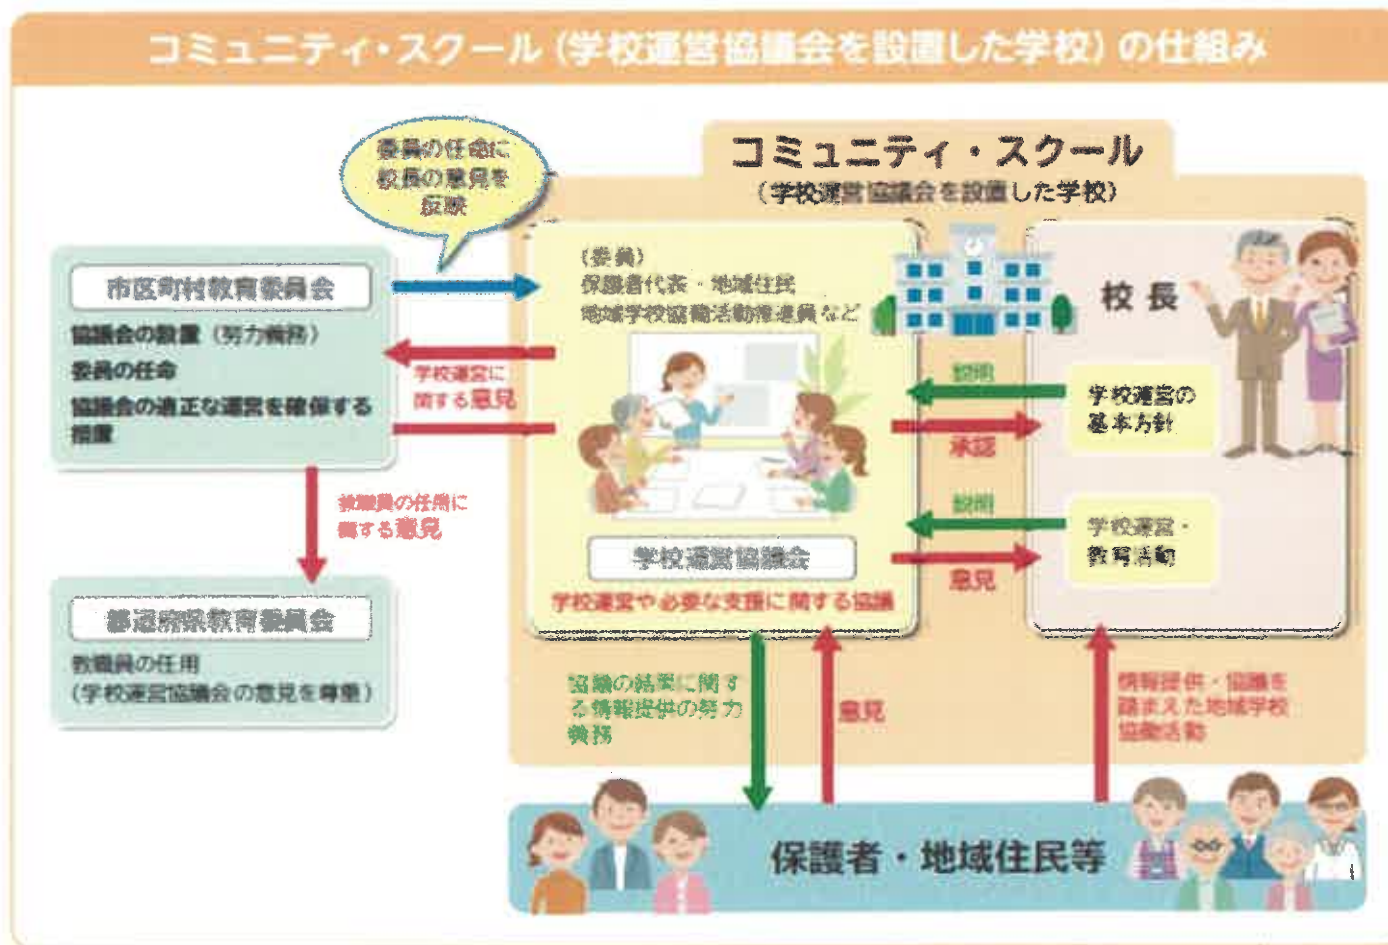 コミュニティ・スクール(学校運営協議会を設置した学校)の仕組み
委員の任命に
校長の意見を
反映
コミュニティ・スクール
(学校運営協議会を設置した学校)
市区町村教育委員会
協議会の設置(努力義務)
委員の任命
協議会の適正な運営を確保する
措置
学校運営に
関する意見
(委員)
保護者代表・地域住民
地域学校協働活動推進員など
校長
説明
学校運営の
基本方針
承認
説明
学校運営・
教育活動
意見
学校運営協議会
学校運営や必要な支援に関する協議
教職員の任用に
関する意見
都道府県教育委員会
教職員の任用
(学校運営協議会の意見を尊重)
協議の結果に関す
る情報提供の努力
義務
意見
情報提供・協議を
踏まえた地域学校
協働活動
保護者・地域住民等